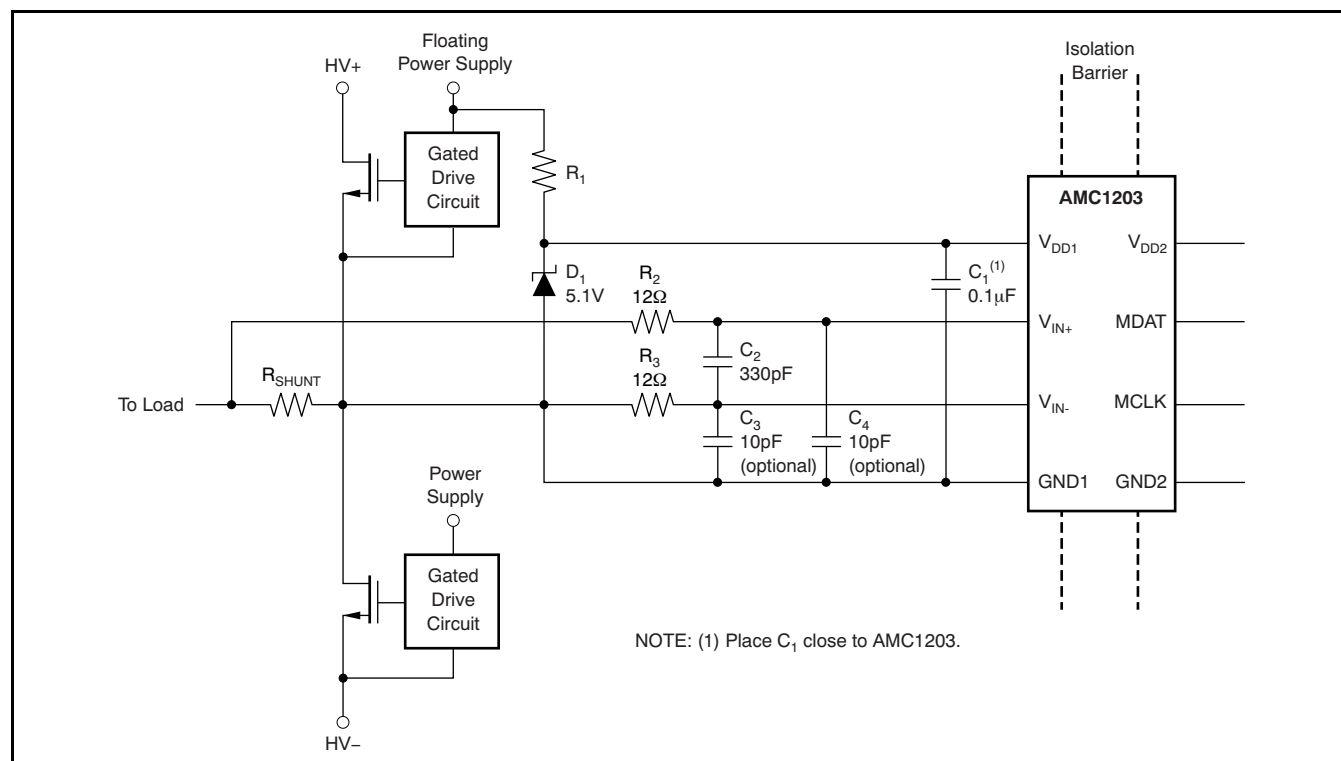 Floating
Power Supply
HV+
Isolation
Barrier
Gated
Drive
Circuit
R1
AMC1203
VDD1
VDD2
D1
5.1V
C1(1)
0.1μF
R2
12Ω
VIN+
MDAT
C2
330pF
R3
12Ω
RSHUNT
To Load
VIN-
MCLK
C3
10pF
(optional)
C4
10pF
(optional)
GND1
GND2
Power
Supply
Gated
Drive
Circuit
NOTE: (1) Place C1 close to AMC1203.
HV−